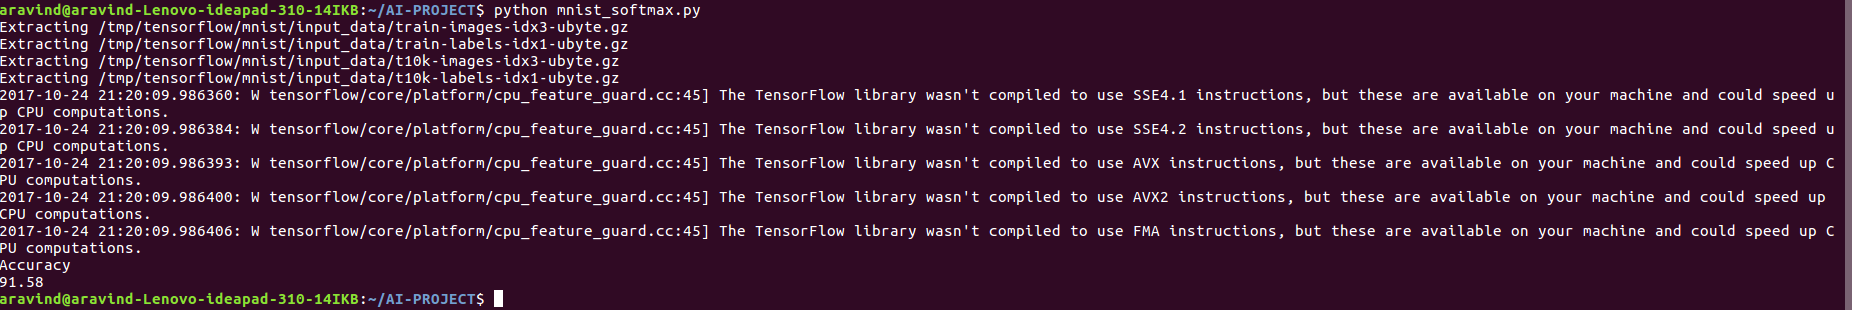 aravind@aravind-Lenovo-ideapad-310-14IKB:~/AI-PROJECT$ python mnist_softmax.py
Extracting /tmp/tensorflow/mnist/input_data/train-images-idx3-ubyte.gz
Extracting /tmp/tensorflow/mnist/input_data/train-labels-idx1-ubyte.gz
Extracting /tmp/tensorflow/mnist/input_data/t10k-images-idx3-ubyte.gz
Extracting /tmp/tensorflow/mnist/input_data/t10k-labels-idx1-ubyte.gz
2017-10-24 21:20:09.986360: W tensorflow/core/platform/cpu_feature_guard.cc:45] The TensorFlow library wasn't compiled to use SSE4.1 instructions, but these are available on your machine and could speed u
p CPU computations.
2017-10-24 21:20:09.986384: W tensorflow/core/platform/cpu_feature_guard.cc:45] The TensorFlow library wasn't compiled to use SSE4.2 instructions, but these are available on your machine and could speed u
p CPU computations.
2017-10-24 21:20:09.986393: W tensorflow/core/platform/cpu_feature_guard.cc:45] The TensorFlow library wasn't compiled to use AVX instructions, but these are available on your machine and could speed up C
PU computations.
2017-10-24 21:20:09.986400: W tensorflow/core/platform/cpu_feature_guard.cc:45] The TensorFlow library wasn't compiled to use AVX2 instructions, but these are available on your machine and could speed up
CPU computations.
2017-10-24 21:20:09.986406: W tensorflow/core/platform/cpu_feature_guard.cc:45] The TensorFlow library wasn't compiled to use FMA instructions, but these are available on your machine and could speed up C
PU computations.
Accuracy
91.58
aravind@aravind-Lenovo-ideapad-310-14IKB:~/AI-PROJECT$